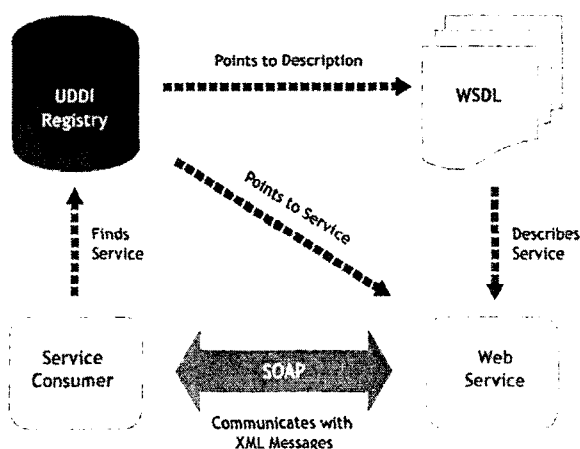 Points to Description
UDDI
Registry
WSDL
Points to Service
Finds
Service
Describes
Service
Service
Consumer
SOAP
Web
Service
Communicates with
XML Messages